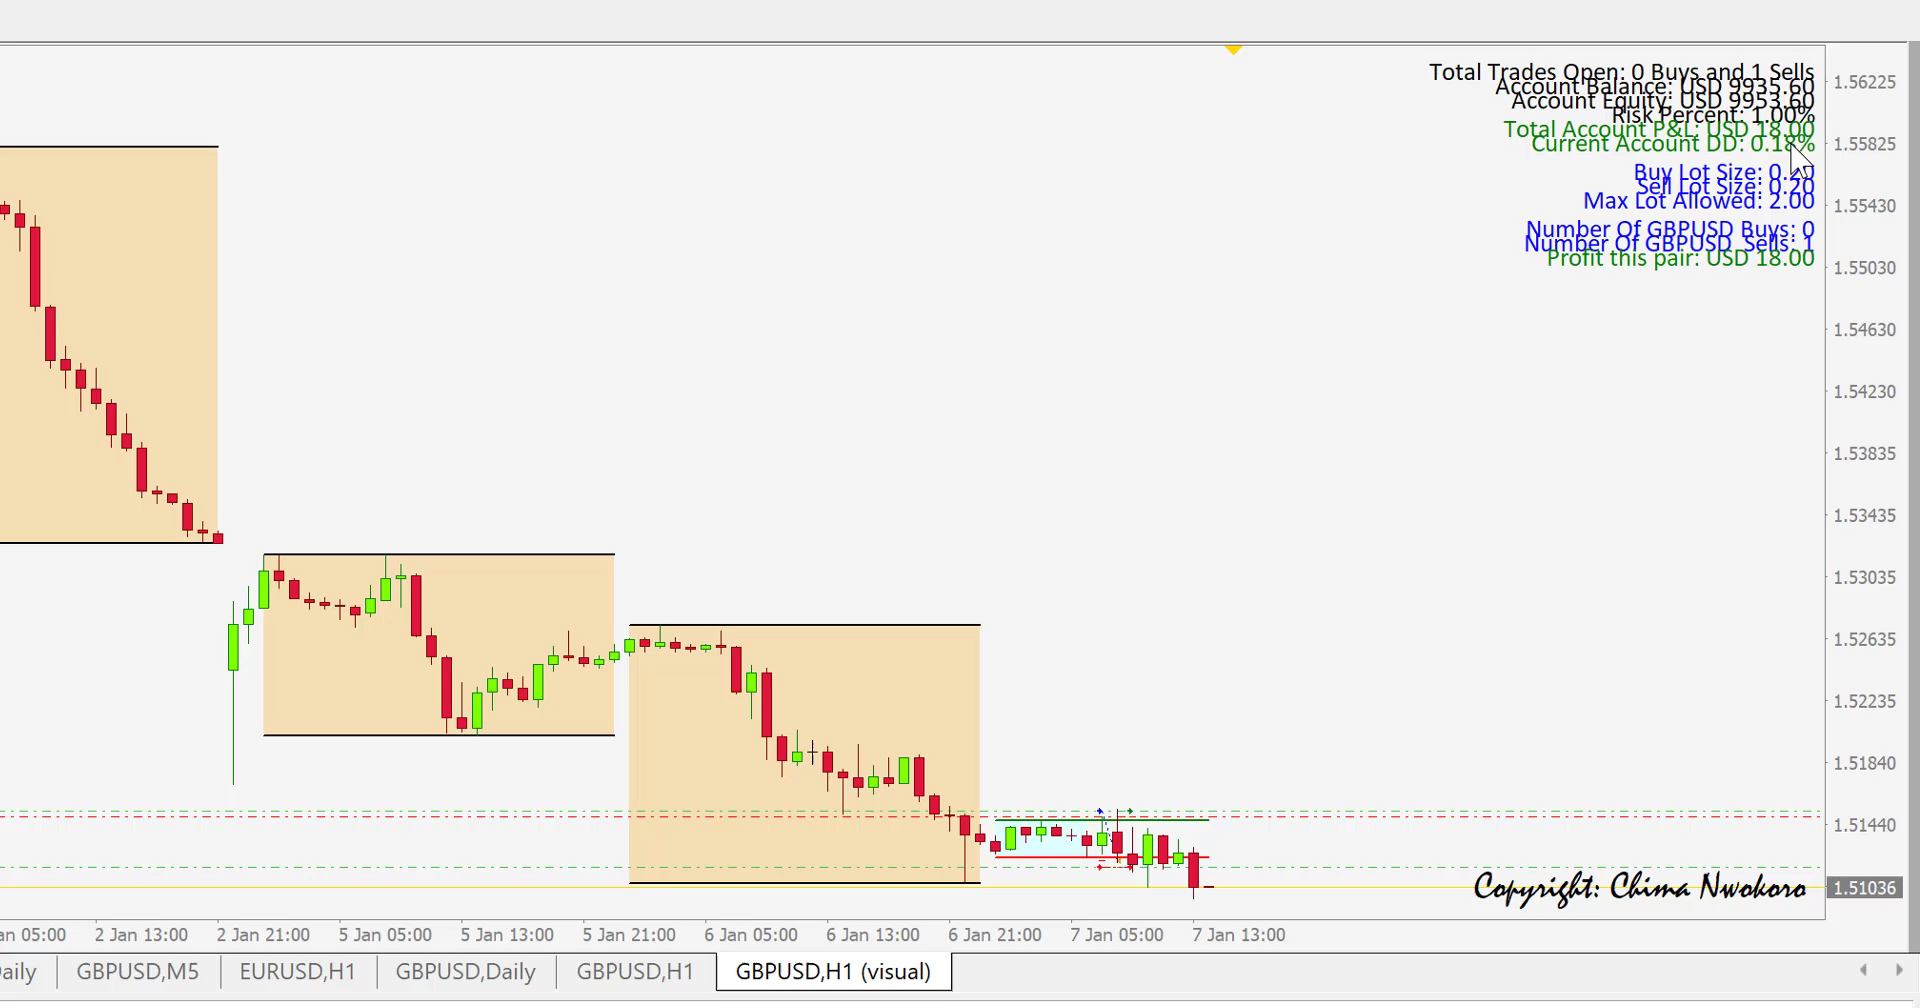 Total Trades Open: 0 Buys and 1 Sells
Account Balance: USD 9935.60
Account Equity: USD 9953.60
Risk Percent: 1.00%
Total Account P&L: USD 18.00
Current Account DD: 0.18%
Buy Lot Size: 0.20
Sell Lot Size: 0.20
Max Lot Allowed: 2.00
Number Of GBPUSD Buys: 0
Number Of GBPUSD Sells: 1
Profit this pair: USD 18.00
1.56225
1.55825
1.55430
1.55030
1.54630
1.54230
1.53835
1.53435
1.53035
1.52635
1.52235
1.51840
1.51440
1.51036
Copyright: Chima Nwokoro
an 05:00 2 Jan 13:00 2 Jan 21:00 5 Jan 05:00 5 Jan 13:00 5 Jan 21:00 6 Jan 05:00 6 Jan 13:00 6 Jan 21:00 7 Jan 05:00 7 Jan 13:00
aily GBPUSD,M5 EURUSD,H1 GBPUSD,Daily GBPUSD,H1 GBPUSD,H1 (visual)